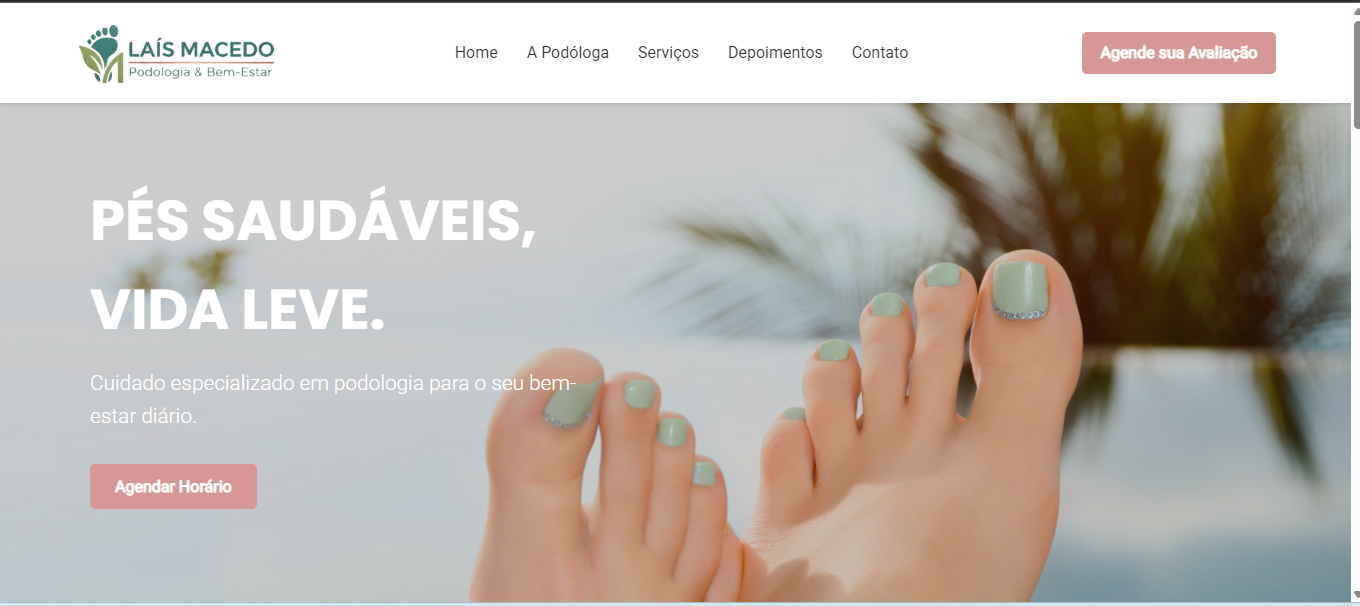 LAÍS MACEDO
Podologia & Bem-Estar
Home
A Podóloga
Serviços
Depoimentos
Contato
Agende sua Avaliação
PÉS SAUDÁVEIS,
VIDA LEVE.
Cuidado especializado em podologia para o seu bem-
estar diário.
Agendar Horário